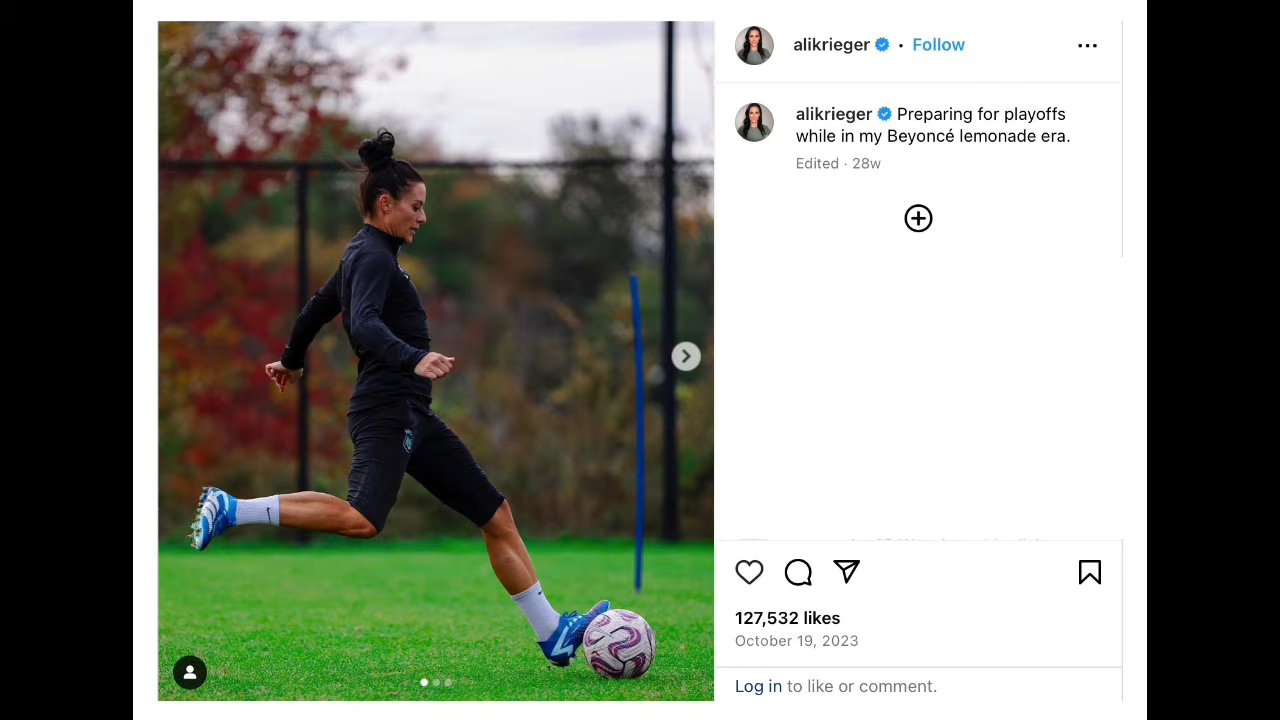 alikrieger • Follow
alikrieger Preparing for playoffs
while in my Beyoncé lemonade era.
Edited · 28w
127,532 likes
October 19, 2023
Log in to like or comment.